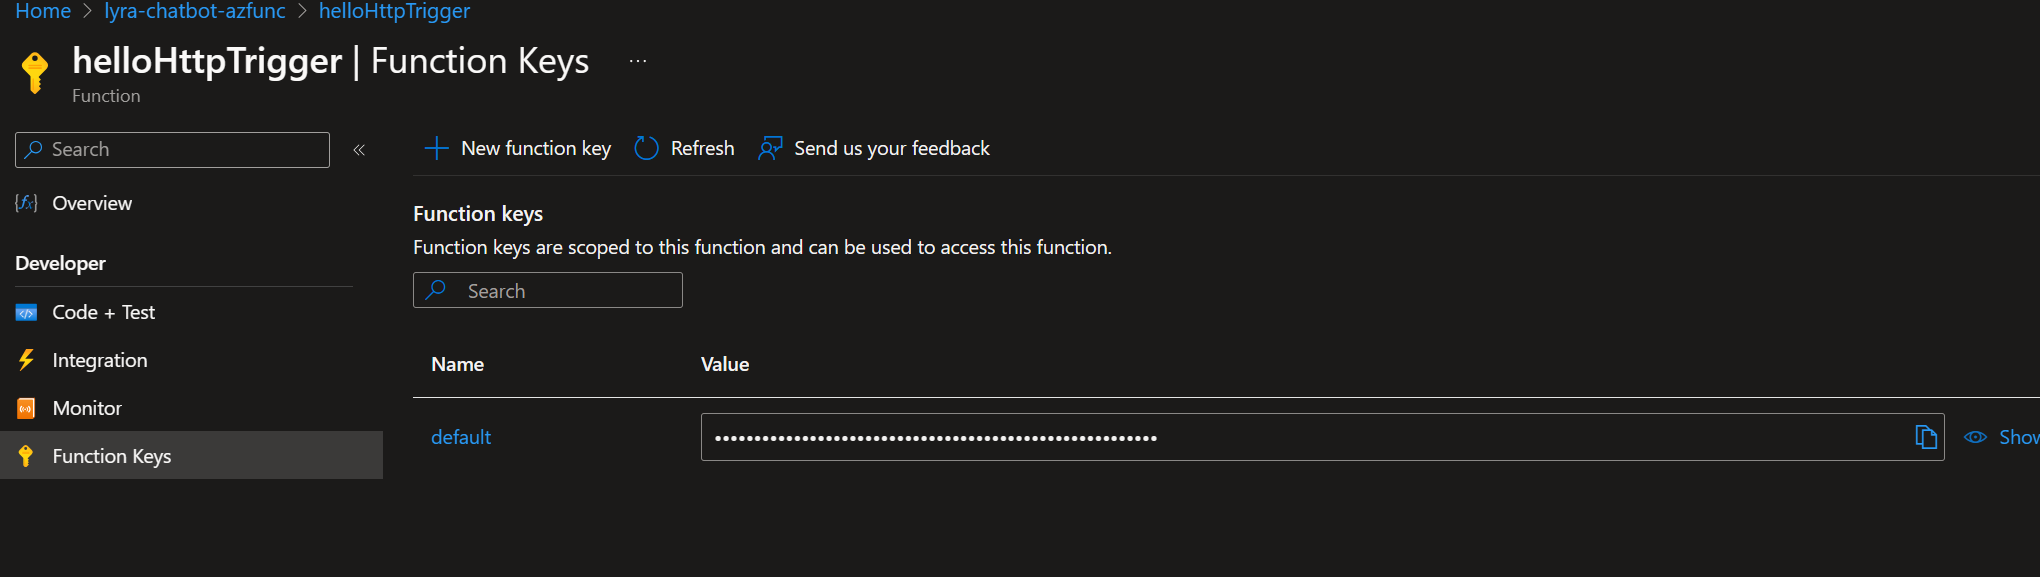 Home > lyra-chatbot-azfunc > helloHttpTrigger
helloHttpTrigger | Function Keys ...
Function
Search «
New function key Refresh Send us your feedback
Overview
Developer
Code + Test
Integration
Monitor
Function Keys
Function keys
Function keys are scoped to this function and can be used to access this function.
Search
Name Value
default •••••••••••••••••••••••••••••••••••••••••••••••••••••••• Show